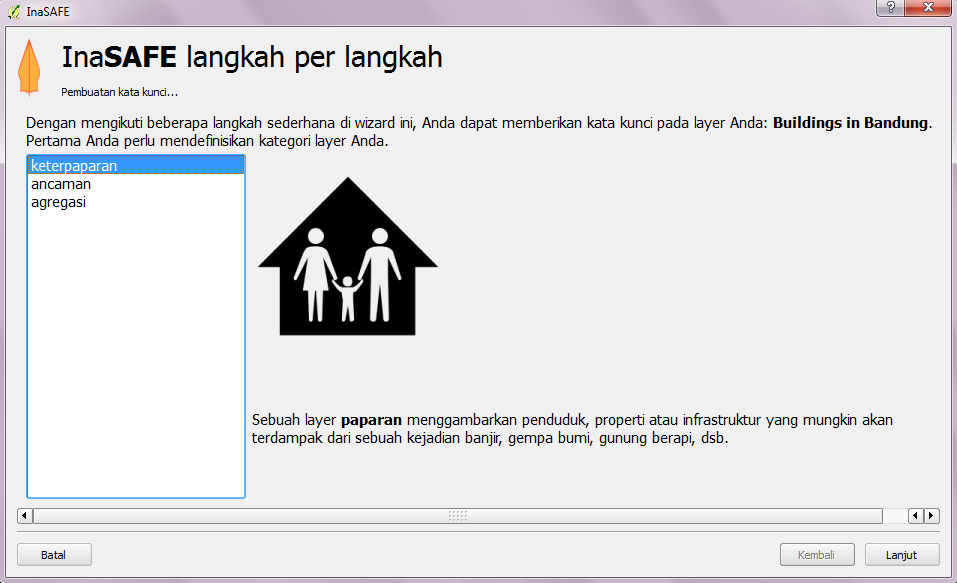 InaSAFE
InaSAFE langkah per langkah
Pembuatan kata kunci...
Dengan mengikuti beberapa langkah sederhana di wizard ini, Anda dapat memberikan kata kunci pada layer Anda: Buildings in Bandung.
Pertama Anda perlu mendefinisikan kategori layer Anda.
keterpaparan
ancaman
agregasi
Sebuah layer paparan menggambarkan penduduk, properti atau infrastruktur yang mungkin akan
terdampak dari sebuah kejadian banjir, gempa bumi, gunung berapi, dsb.
Batal
Kembali
Lanjut